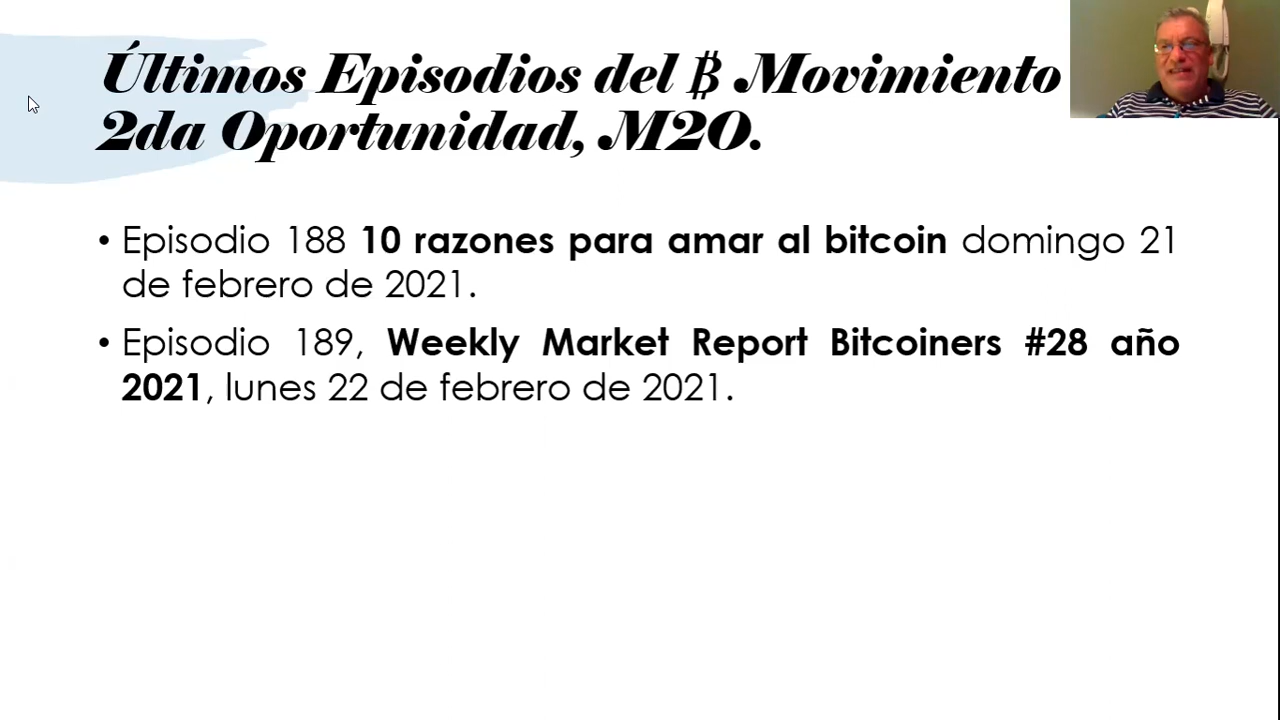 Últimos Episodios del ₿ Movimiento
2da Oportunidad, M2O.
• Episodio 188 10 razones para amar al bitcoin domingo 21
de febrero de 2021.
• Episodio 189, Weekly Market Report Bitcoiners #28 año
2021, lunes 22 de febrero de 2021.